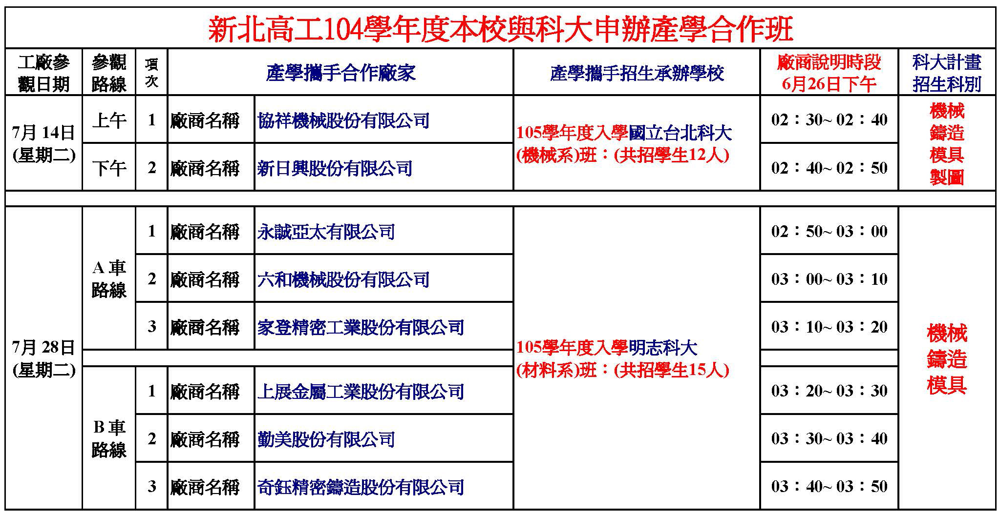 新北高工104學年度本校與科大申辦產學合作班
工廠參
觀日期
參觀
路線
項
次
產學攜手合作廠家
產學攜手招生承辦學校
廠商說明時段
6月26日下午
科大計畫
招生科別
7月 14日
(星期二)
上午
1
廠商名稱
協祥機械股份有限公司
105學年度入學國立台北科大
(機械系)班：(共招學生12人)
02：30~ 02：40
機械
鑄造
模具
製圖
下午
2
廠商名稱
新日興股份有限公司
02：40~ 02：50
7月 28日
(星期二)
A 車
路線
1
廠商名稱
永誠亞太有限公司
02：50~ 03：00
2
廠商名稱
六和機械股份有限公司
03：00~ 03：10
3
廠商名稱
家登精密工業股份有限公司
03：10~ 03：20
105學年度入學明志科大
(材料系)班：(共招學生15人)
機械
鑄造
模具
B 車
路線
1
廠商名稱
上展金屬工業股份有限公司
03：20~ 03：30
2
廠商名稱
勤美股份有限公司
03：30~ 03：40
3
廠商名稱
奇鈺精密鑄造股份有限公司
03：40~ 03：50